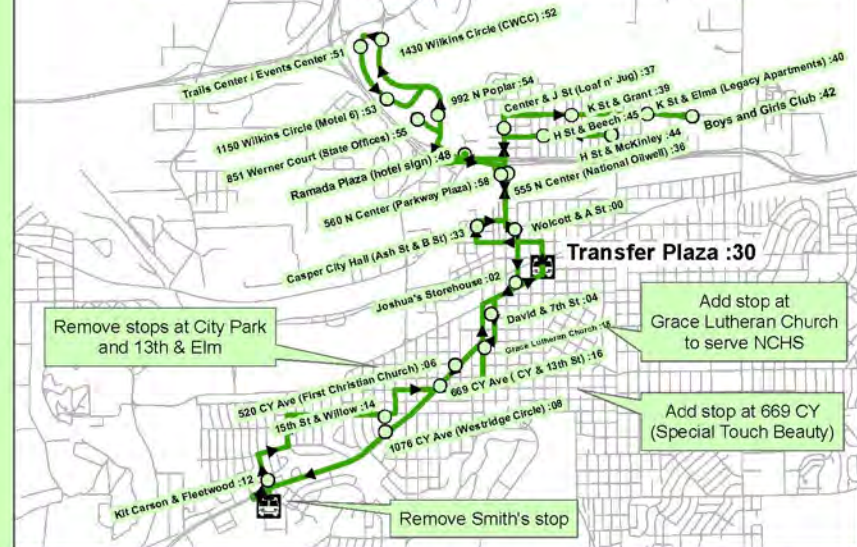 1430 Wilkins Circle (CWCC) :52
Trails Center / Events Center :51
992 N Poplar :54
Center & J St (Loaf n' Jug) :37
K St & Grant :39
K St & Elma (Legacy Apartments) :40
Boys and Girls Club :42
1150 Wilkins Circle (Motel 6) :53
851 Werner Court (State Offices) :55
H St & Beech :45
H St & McKinley :44
Ramada Plaza (hotel sign) :48
555 N Center (National Oilwell) :36
560 N Center (Parkway Plaza) :58
Wolcott & A St :00
Casper City Hall (Ash St & B St) :33
Transfer Plaza :30
Joshua's Storehouse :02
David & 7th St :04
Grace Lutheran Church :18
Add stop at
Grace Lutheran Church
to serve NCHS
Remove stops at City Park
and 13th & Elm
520 CY Ave (First Christian Church) :06
669 CY Ave ( CY & 13th St) :16
15th St & Willow :14
1076 CY Ave (Westridge Circle) :08
Add stop at 669 CY
(Special Touch Beauty)
Kit Carson & Fleetwood :12
Remove Smith's stop